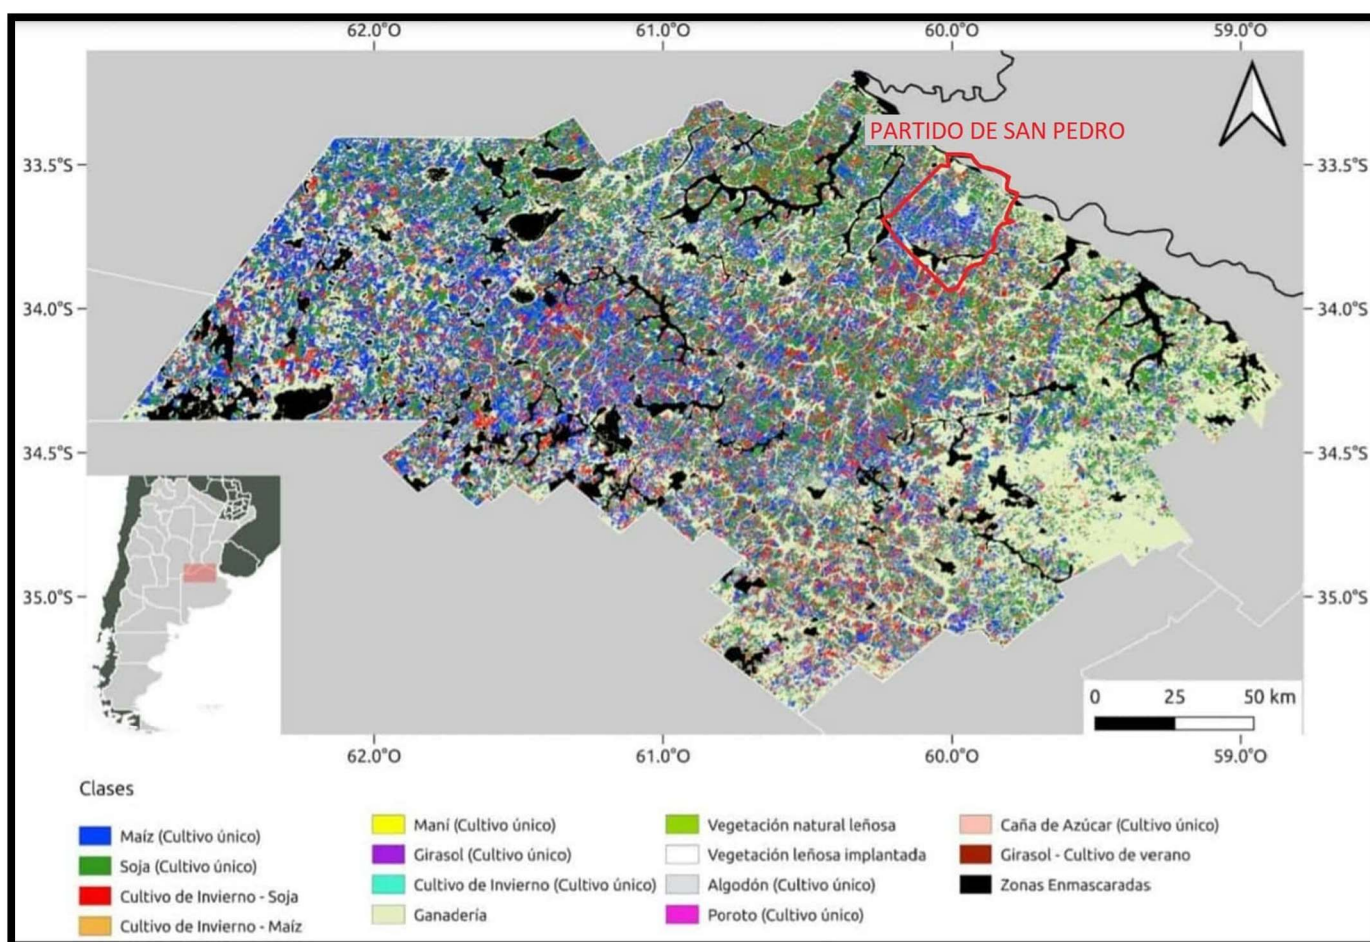 62.0°O 61.0°O 60.0°O 59.0°O
PARTIDO DE SAN PEDRO
33.5°S 33.5°S
34.0°S 34.0°S
34.5°S 34.5°S
35.0°S 35.0°S
0 25 50 km
62.0°O 61.0°O 60.0°O 59.0°O
Clases
Maíz (Cultivo único)
Soja (Cultivo único)
Cultivo de Invierno - Soja
Cultivo de Invierno - Maíz
Maní (Cultivo único)
Girasol (Cultivo único)
Cultivo de Invierno (Cultivo único)
Ganadería
Vegetación natural leñosa
Vegetación leñosa implantada
Algodón (Cultivo único)
Poroto (Cultivo único)
Caña de Azúcar (Cultivo único)
Girasol - Cultivo de verano
Zonas Enmascaradas